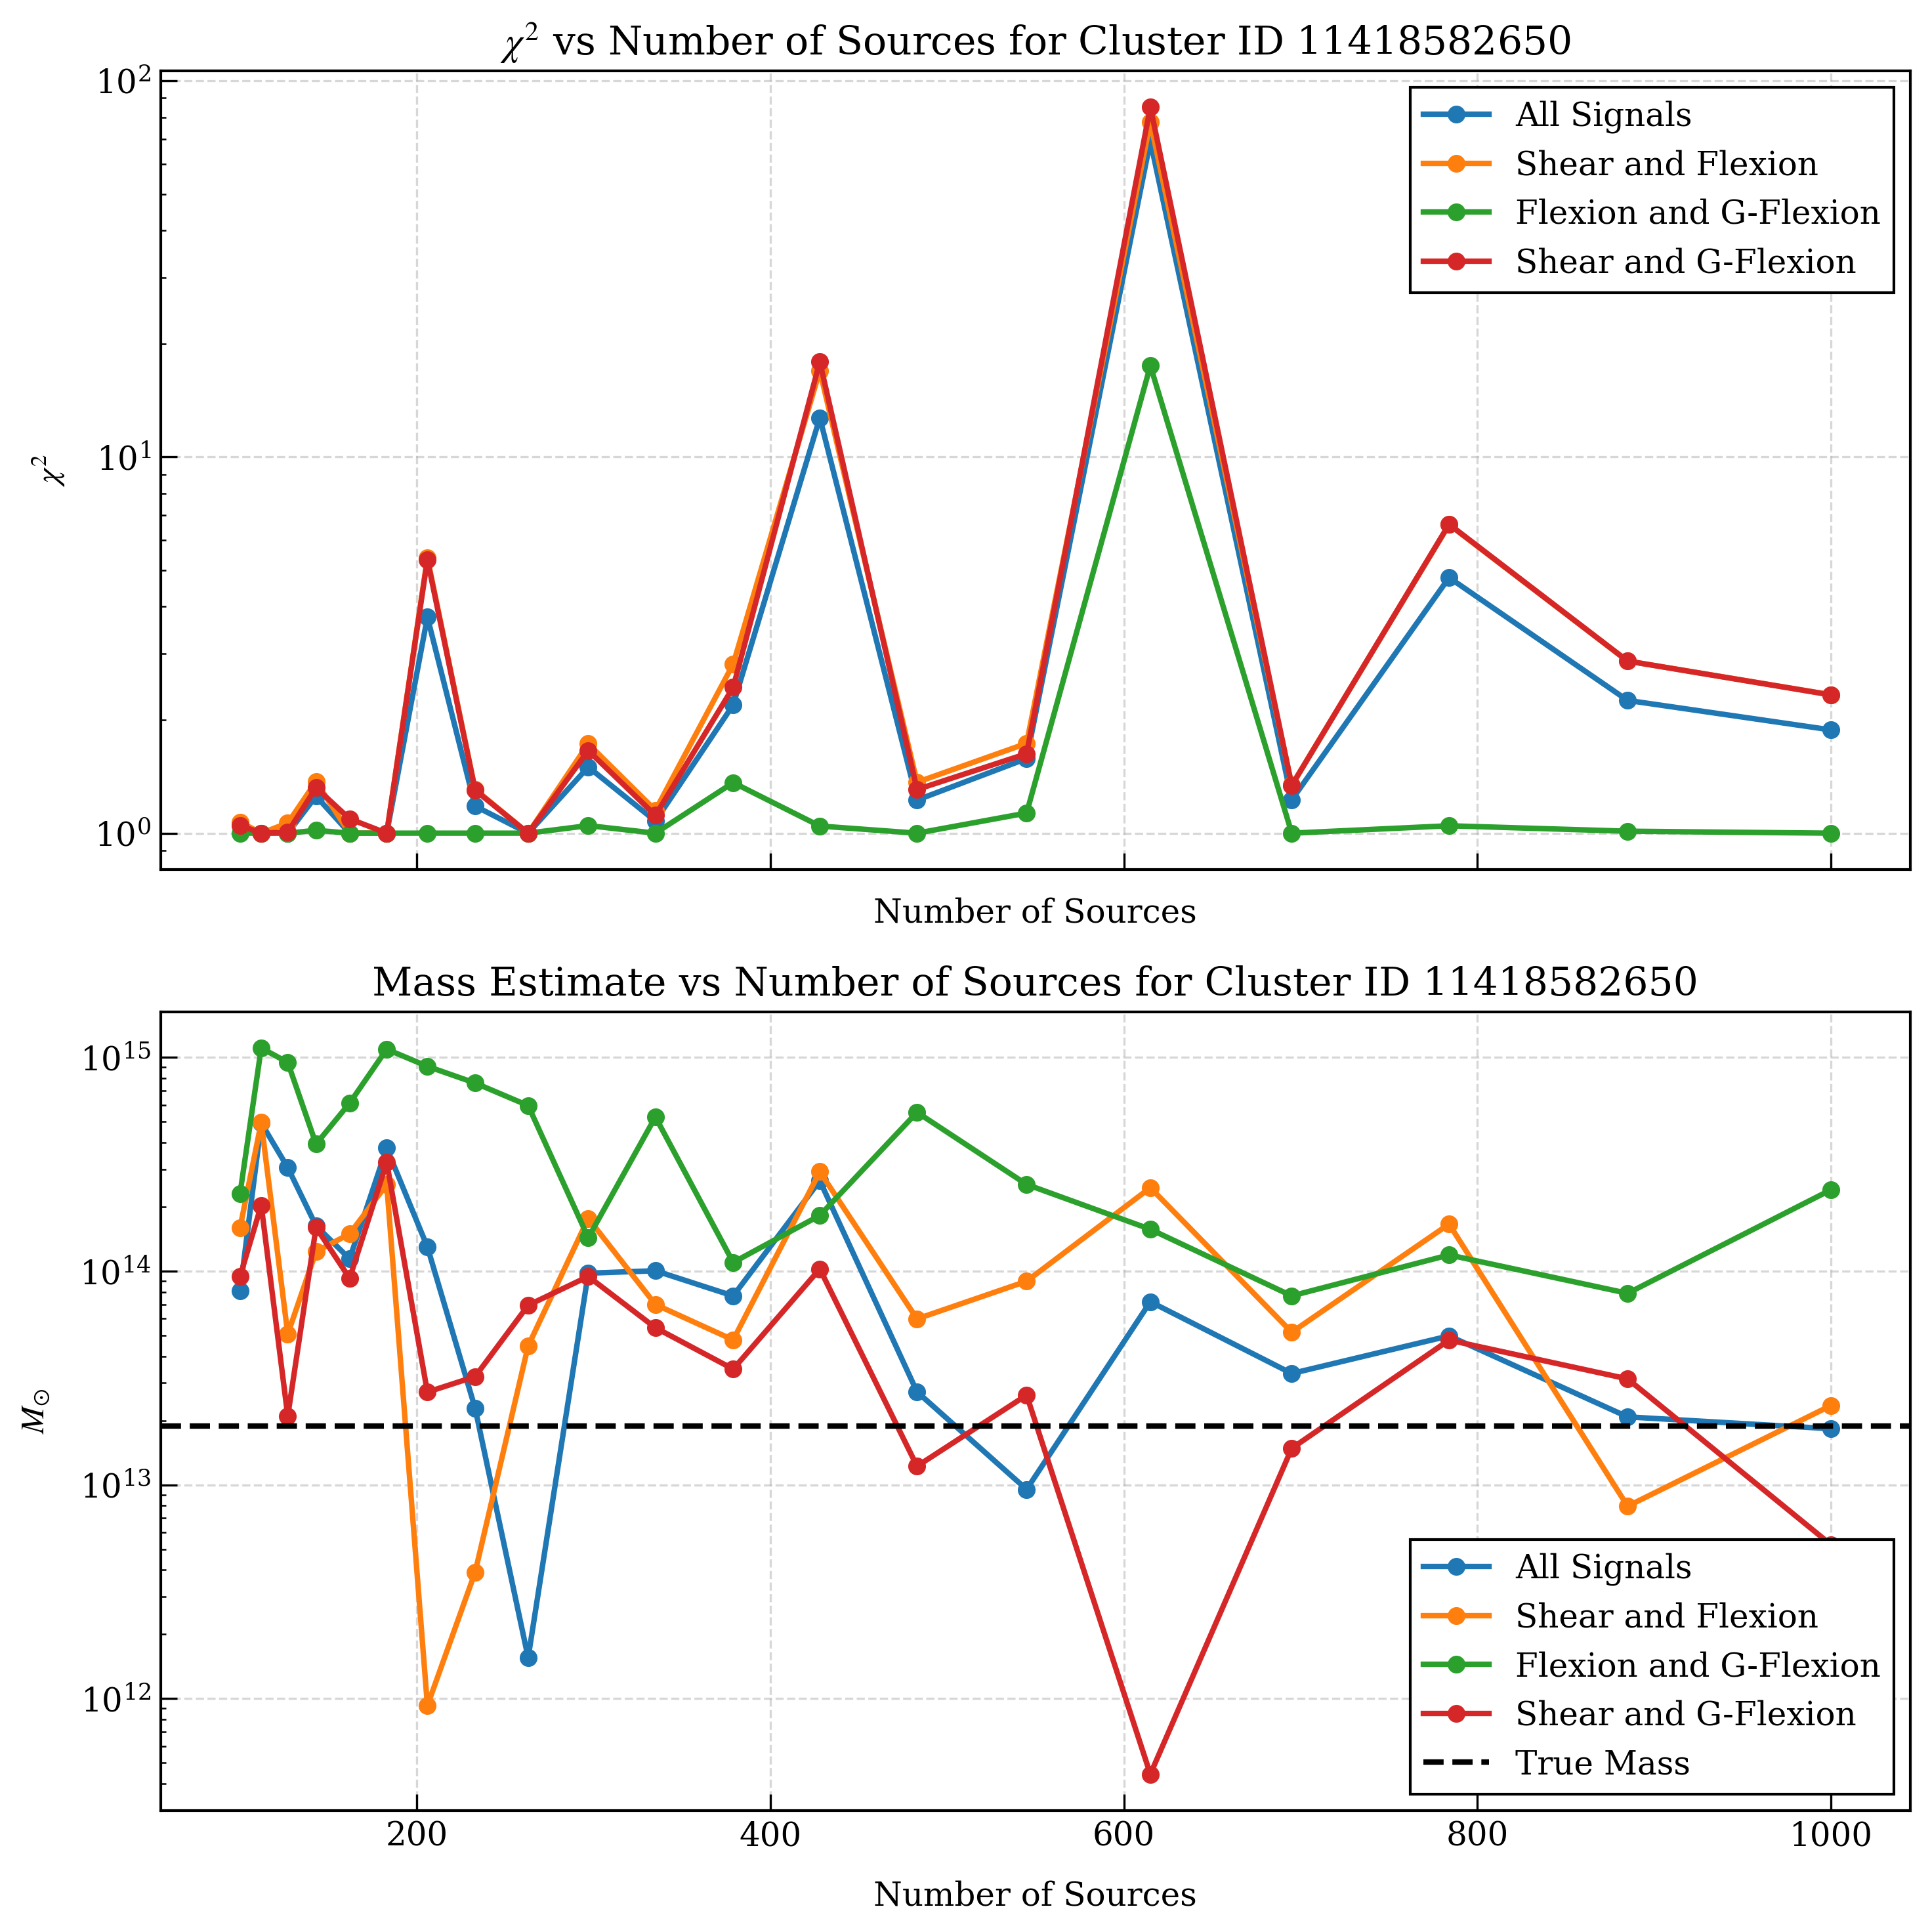 χ² vs Number of Sources for Cluster ID 11418582650
10²
10¹
10⁰
χ²
All Signals
Shear and Flexion
Flexion and G-Flexion
Shear and G-Flexion
Number of Sources
Mass Estimate vs Number of Sources for Cluster ID 11418582650
10¹⁵
10¹⁴
10¹³
10¹²
M⊙
All Signals
Shear and Flexion
Flexion and G-Flexion
Shear and G-Flexion
True Mass
200 400 600 800 1000
Number of Sources